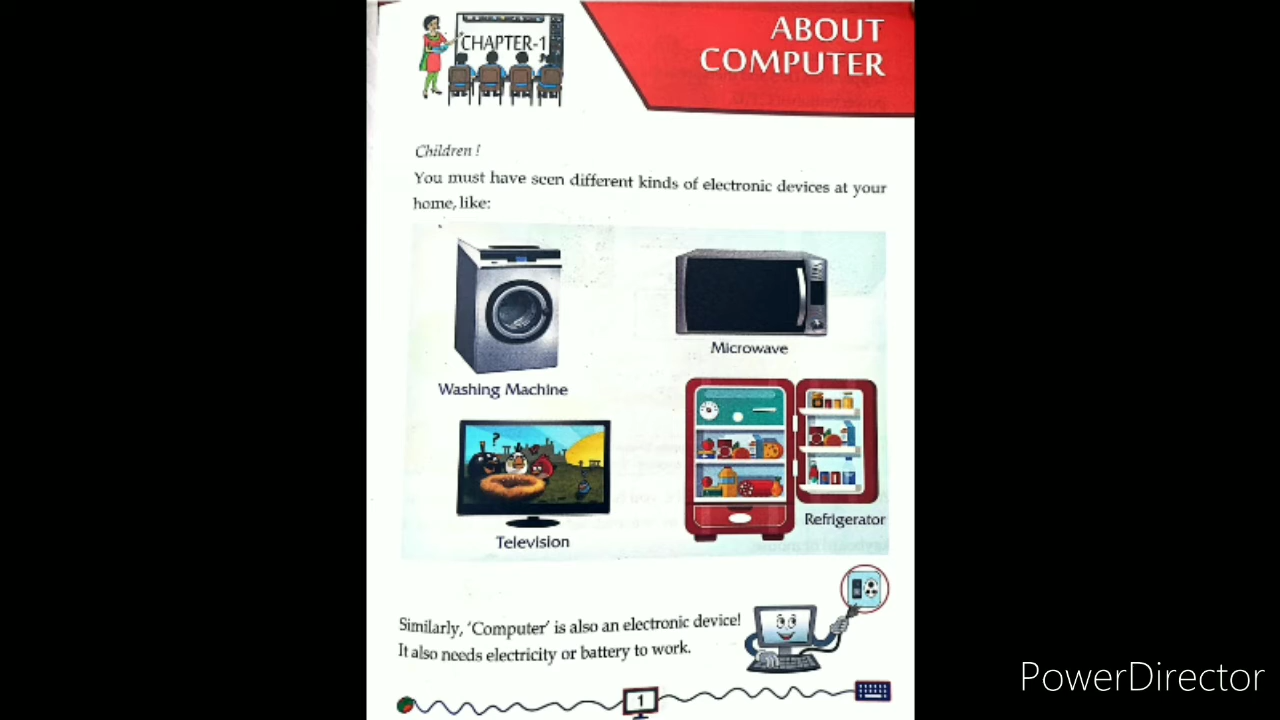 CHAPTER-1
ABOUT
COMPUTER
Children !
You must have seen different kinds of electronic devices at your
home, like:
Washing Machine
Microwave
Television
Refrigerator
Similarly, 'Computer' is also an electronic device!
It also needs electricity or battery to work.
1
PowerDirector